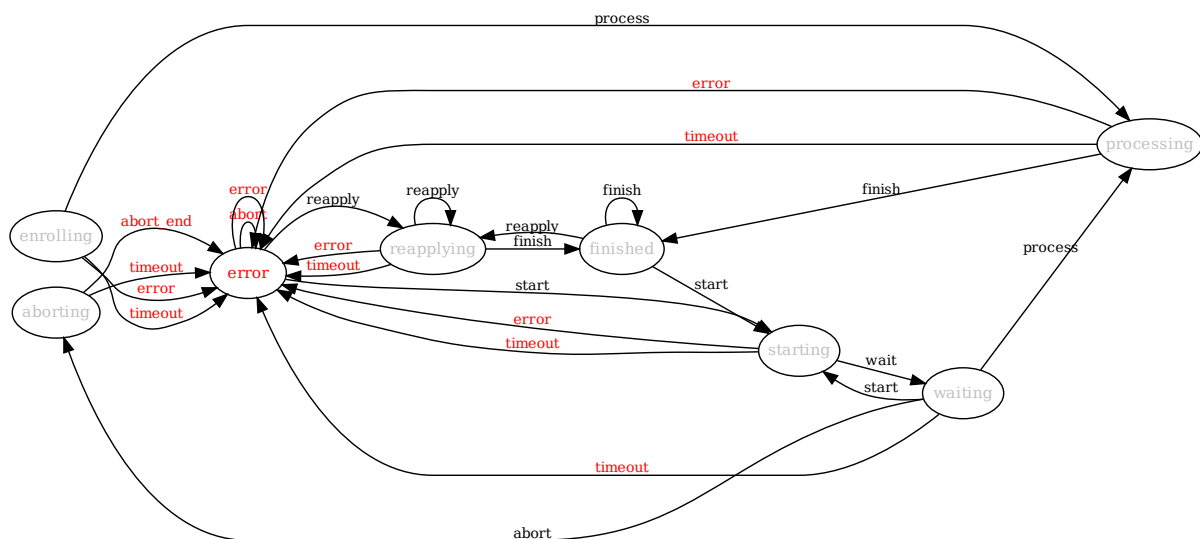 process
error
timeout
processing
finish
error
abort
reapply
reapply
reapply
finish
finish
abort_end
enrolling
reapplying
finished
error
timeout
timeout
error
timeout
error
aborting
process
start
start
error
timeout
starting
wait
start
waiting
timeout
abort